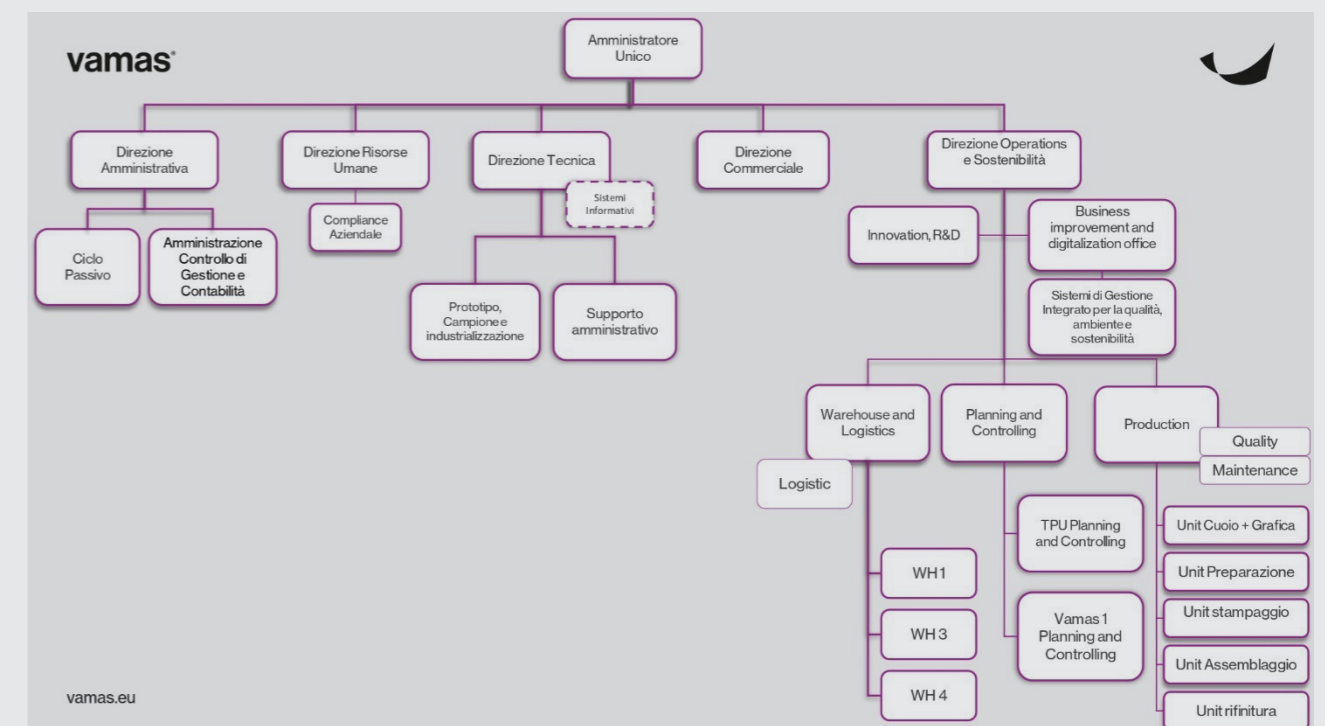 vamas®
Amministratore
Unico
Direzione
Amministrativa
Direzione Risorse
Umane
Direzione Tecnica
Direzione
Commerciale
Direzione Operations
e Sostenibilità
Sistemi
Informativi
Ciclo
Passivo
Amministrazione
Controllo di
Gestione e
Contabilità
Compliance
Aziendale
Prototipo,
Campione e
industrializzazione
Supporto
amministrativo
Innovation, R&D
Business
improvement and
digitalization office
Sistemi di Gestione
Integrato per la qualità,
ambiente e
sostenibilità
Warehouse and
Logistics
Planning and
Controlling
Production
Quality
Maintenance
Logistic
WH1
WH 3
WH 4
TPU Planning
and Controlling
Vamas 1
Planning and
Controlling
Unit Cuoio + Grafica
Unit Preparazione
Unit stampaggio
Unit Assemblaggio
Unit rifinitura
vamas.eu